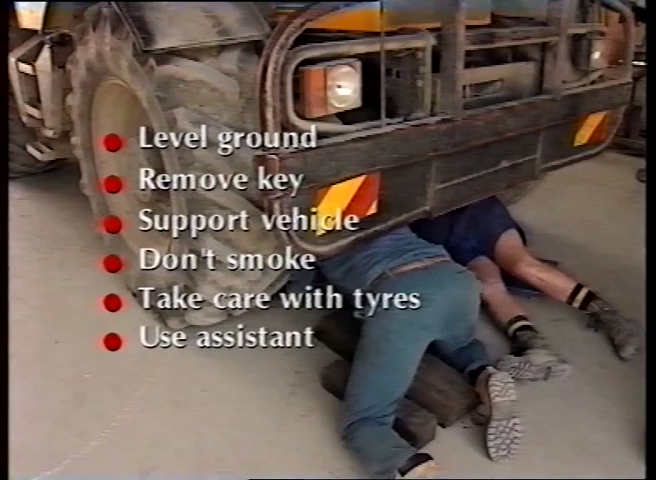 Level ground
Remove key
Support vehicle
Don't smoke
Take care with tyres
Use assistant